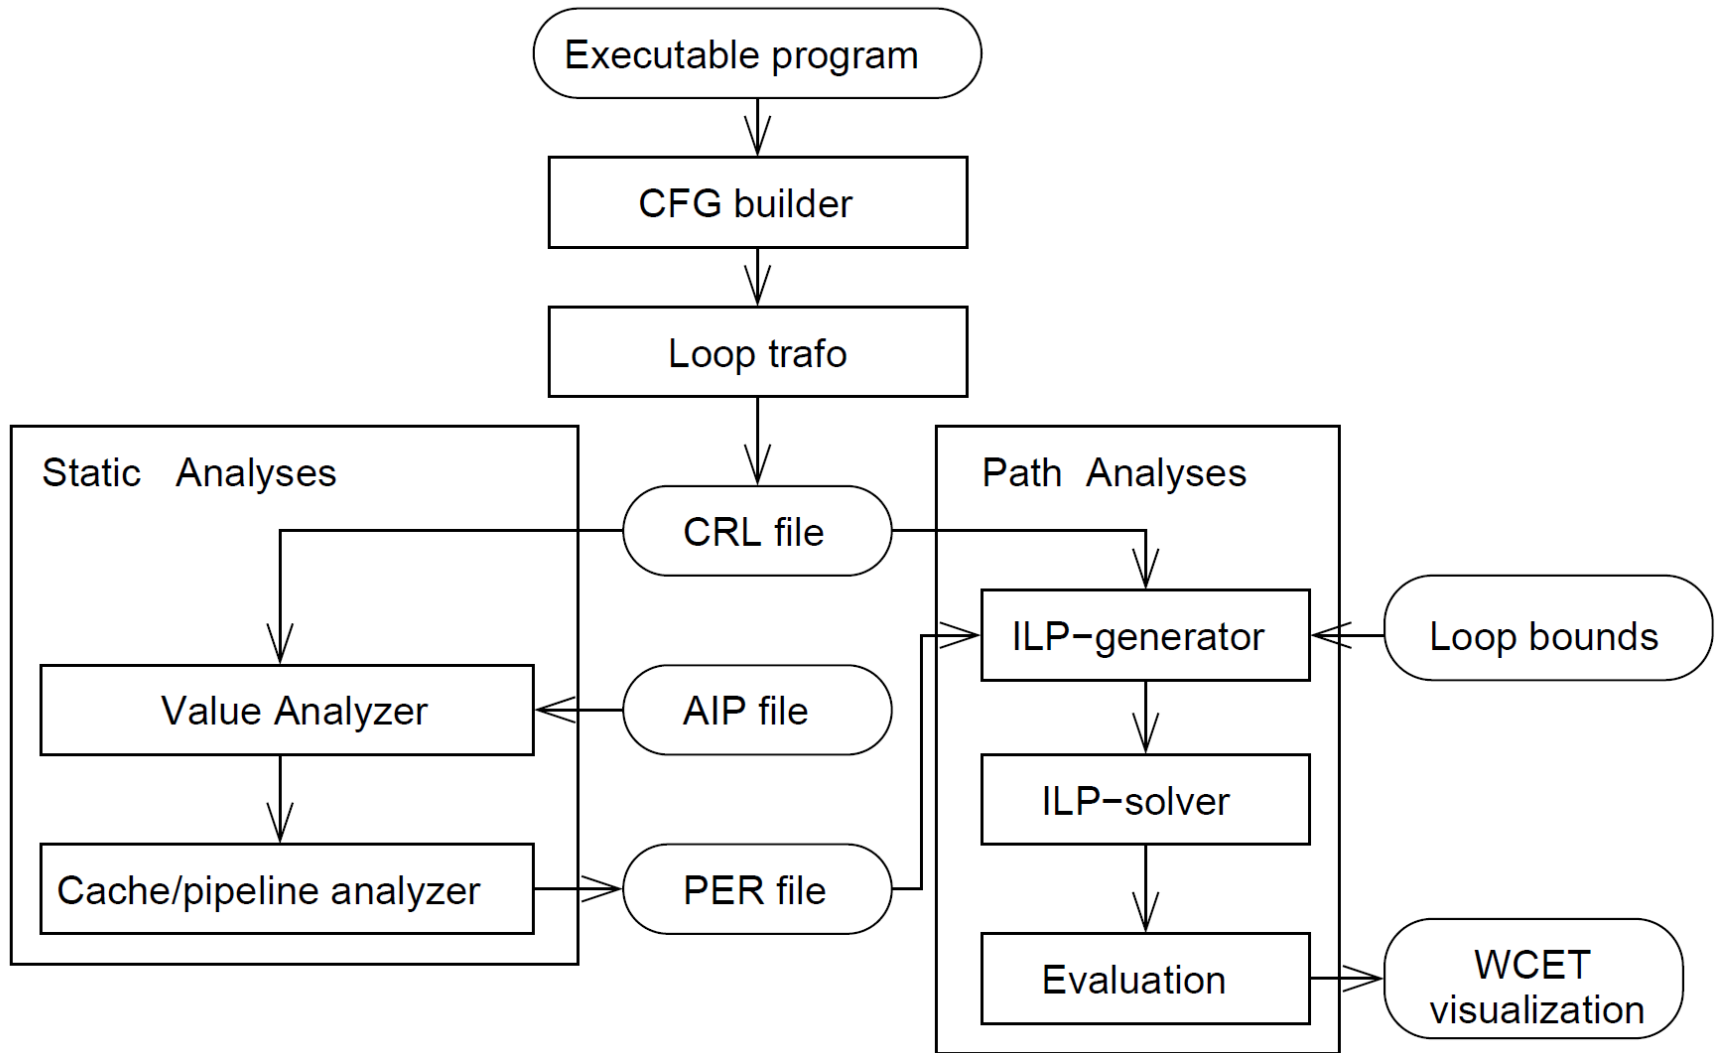 Executable program
CFG builder
Loop trafo
Static Analyses
Path Analyses
CRL file
ILP−generator
Loop bounds
Value Analyzer
AIP file
ILP−solver
Cache/pipeline analyzer
PER file
Evaluation
WCET
visualization